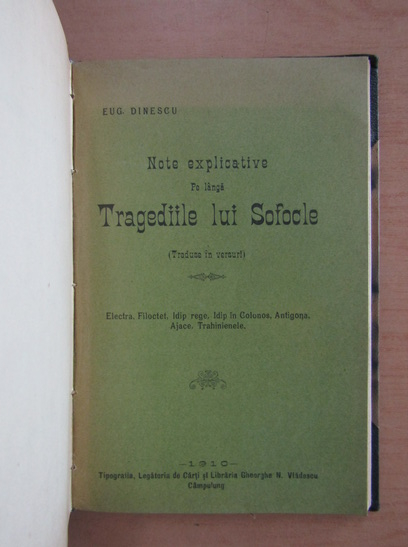 EUG. DINESCU
Note explicative
Pe lângă
Tragediile lui Sofocle
(Traduse în versuri)
Electra, Filoctet, Idip rege, Idip în Colonos, Antigona,
Ajace, Trahinienele.
—1910—
Tipografia, Legătoria de Cărți și Librăria Gheorghe N. Vlădescu
Câmpulung